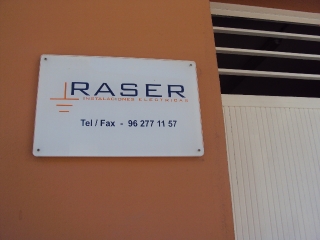 RASER
INSTALACIONES ELECTRICAS
Tel / Fax - 96 277 11 57